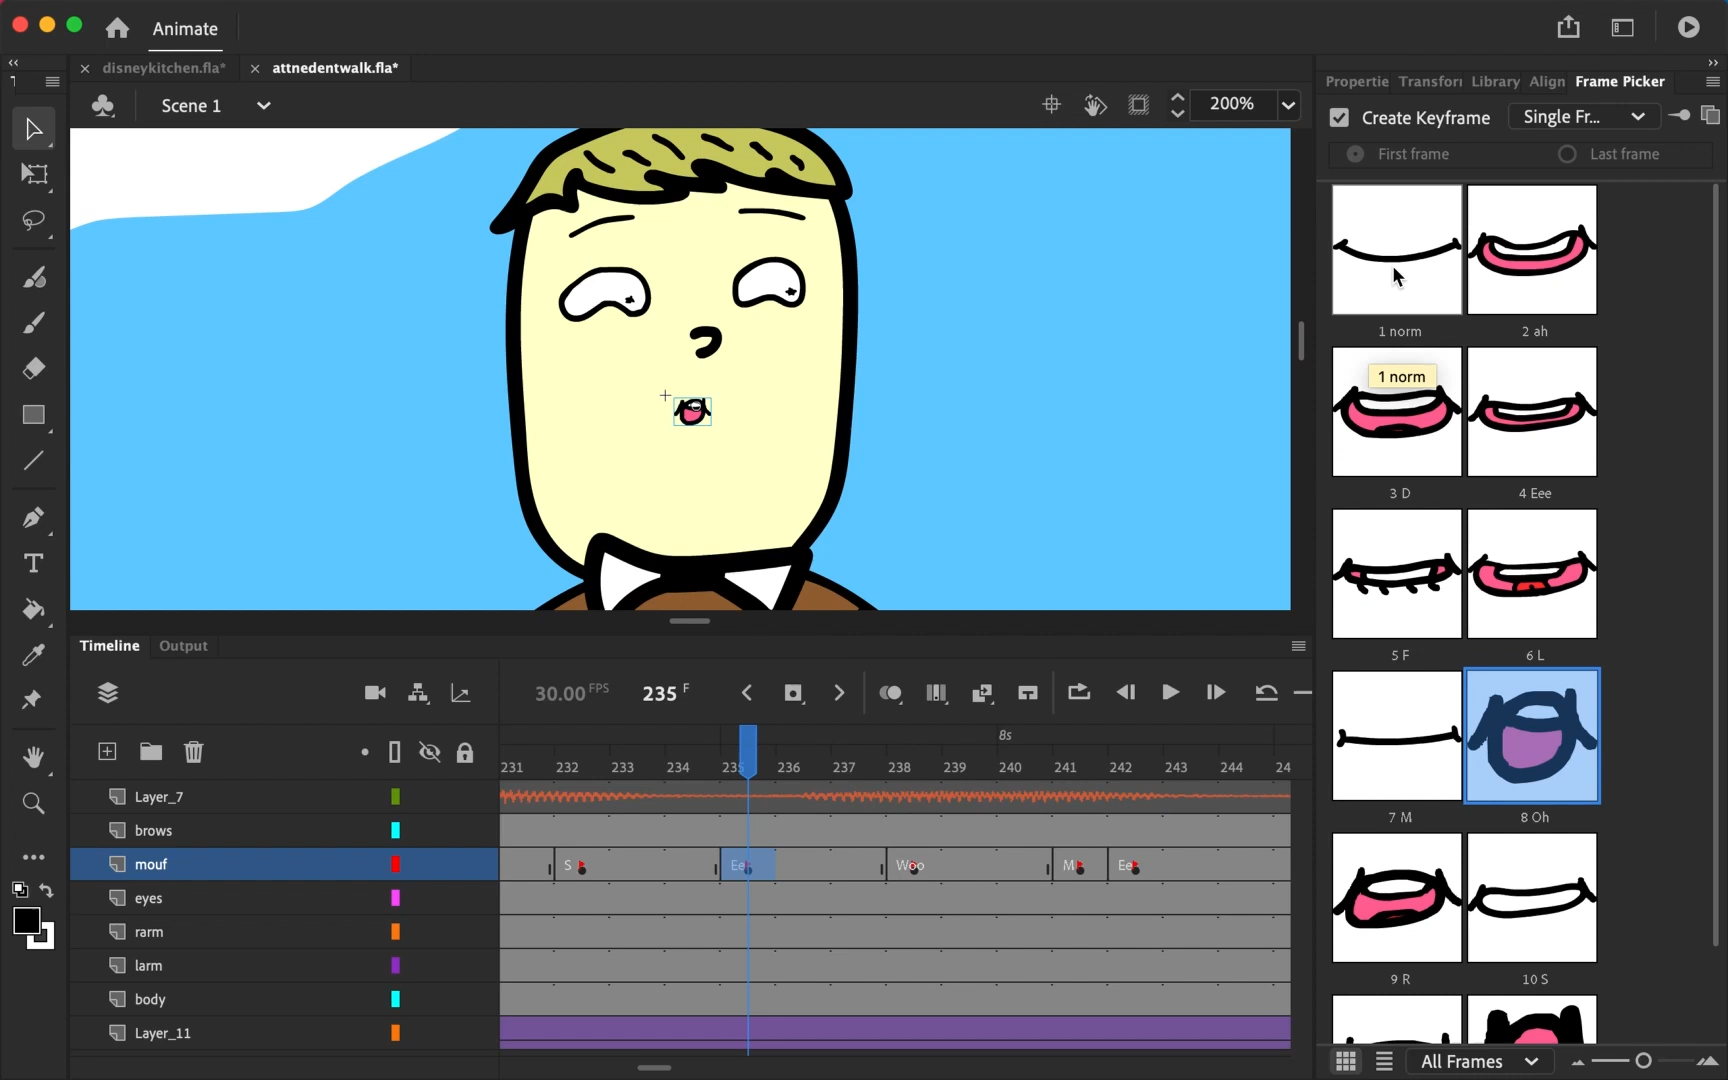 Animate
disneykitchen.fla*
attnedentwalk.fla*
Scene 1
200%
Propertie Transfor Library Align Frame Picker
Create Keyframe
Single Fr...
First frame
Last frame
1 norm
2 ah
1 norm
3 D
4 Eee
5 F
6 L
7 M
8 Oh
9 R
10 S
All Frames
Timeline
Output
30.00 FPS
235 F
8s
231 232 233 234 235 236 237 238 239 240 241 242 243 244 24
Layer_7
brows
mouf
S
Ee
Woo
M
Ee
eyes
rarm
larm
body
Layer_11